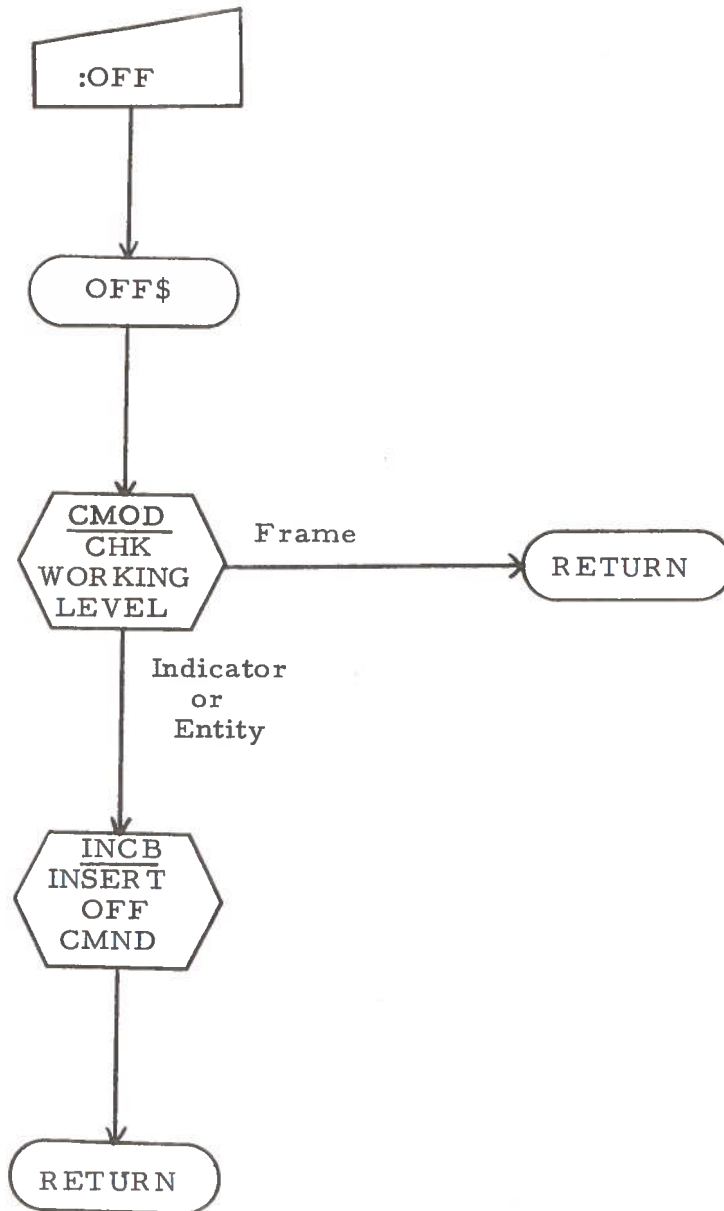 :OFF
OFF$
CMOD
CHK
WORKING
LEVEL
Frame
RETURN
Indicator
or
Entity
INCB
INSERT
OFF
CMND
RETURN